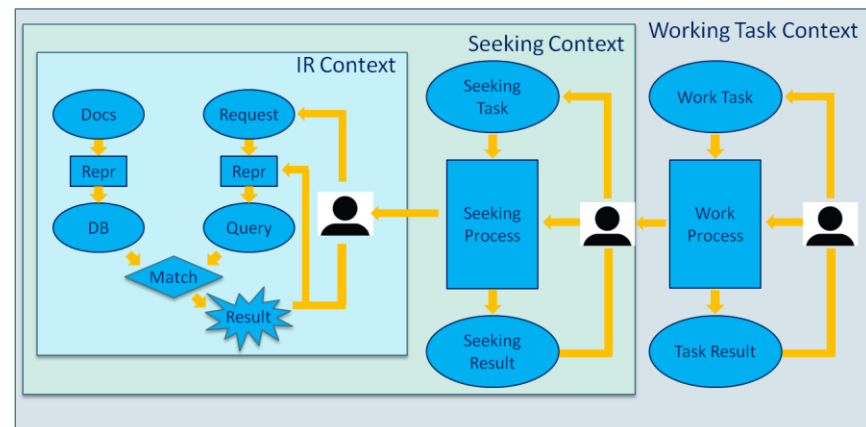 Working Task Context
Seeking Context
IR Context
Docs
Request
Repr
Repr
DB
Query
Match
Result
Seeking
Task
Seeking
Process
Seeking
Result
Work Task
Work
Process
Task Result